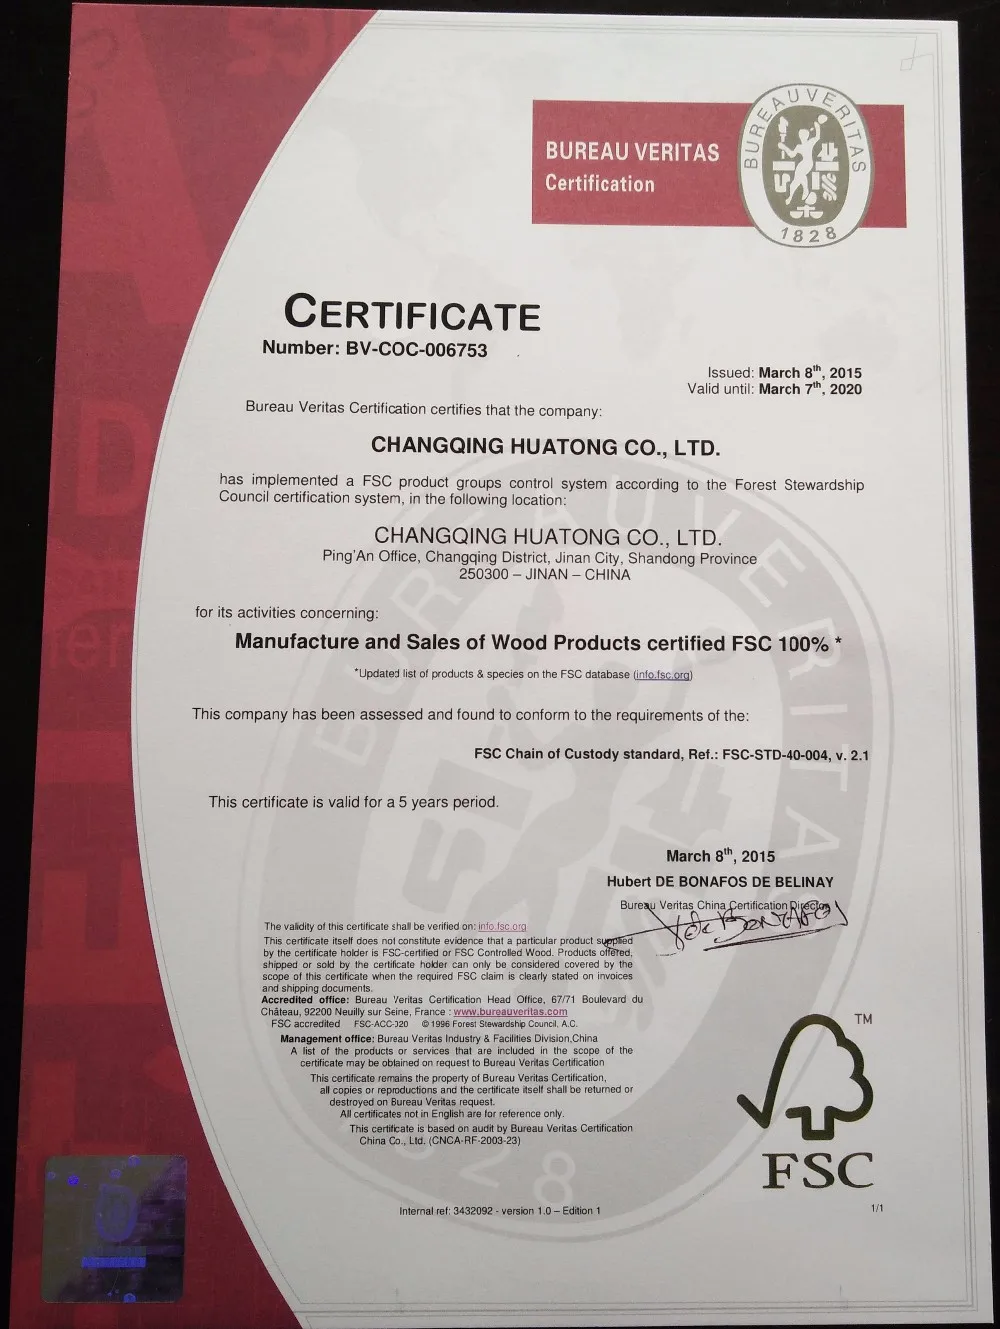 BUREAU VERITAS
Certification
BUREAU VERITAS
1828
CERTIFICATE
Number: BV-COC-006753
Issued: March 8th, 2015
Valid until: March 7th, 2020
Bureau Veritas Certification certifies that the company:
CHANGQING HUATONG CO., LTD.
has implemented a FSC product groups control system according to the Forest Stewardship
Council certification system, in the following location:
CHANGQING HUATONG CO., LTD.
Ping'An Office, Changqing District, Jinan City, Shandong Province
250300 – JINAN – CHINA
for its activities concerning:
Manufacture and Sales of Wood Products certified FSC 100% *
*Updated list of products & species on the FSC database (info.fsc.org)
This company has been assessed and found to conform to the requirements of the:
FSC Chain of Custody standard, Ref.: FSC-STD-40-004, v. 2.1
This certificate is valid for a 5 years period.
March 8th, 2015
Hubert DE BONAFOS DE BELINAY
Bureau Veritas China Certification Director
The validity of this certificate shall be verified on: info.fsc.org
This certificate itself does not constitute evidence that a particular product supplied
by the certificate holder is FSC-certified or FSC Controlled Wood. Products offered,
shipped or sold by the certificate holder can only be considered covered by the
scope of this certificate when the required FSC claim is clearly stated on invoices
and shipping documents.
Accredited office: Bureau Veritas Certification Head Office, 67/71 Boulevard du
Château, 92200 Neuilly sur Seine, France : www.bureauveritas.com
FSC accredited FSC-ACC-320 © 1996 Forest Stewardship Council, A.C.
Management office: Bureau Veritas Industry & Facilities Division,China
A list of the products or services that are included in the scope of the
certificate may be obtained on request to Bureau Veritas Certification
This certificate remains the property of Bureau Veritas Certification,
all copies or reproductions and the certificate itself shall be returned or
destroyed on Bureau Veritas request.
All certificates not in English are for reference only.
This certificate is based on audit by Bureau Veritas Certification
China Co., Ltd. (CNCA-RF-2003-23)
TM
FSC
Internal ref: 3432092 - version 1.0 – Edition 1
1/1